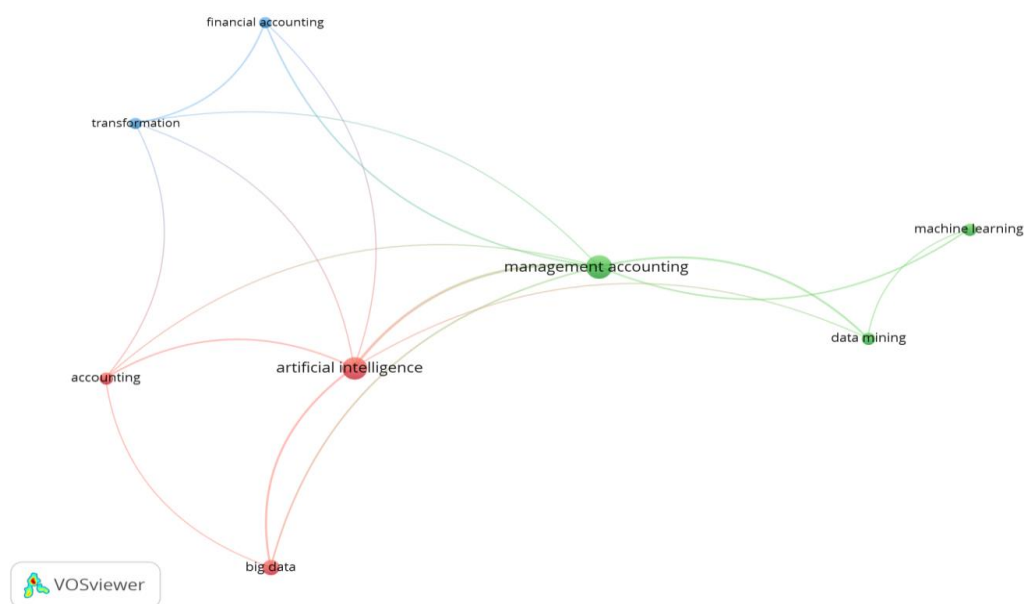 financial accounting
transformation
machine learning
management accounting
data mining
artificial intelligence
accounting
big data
VOSviewer